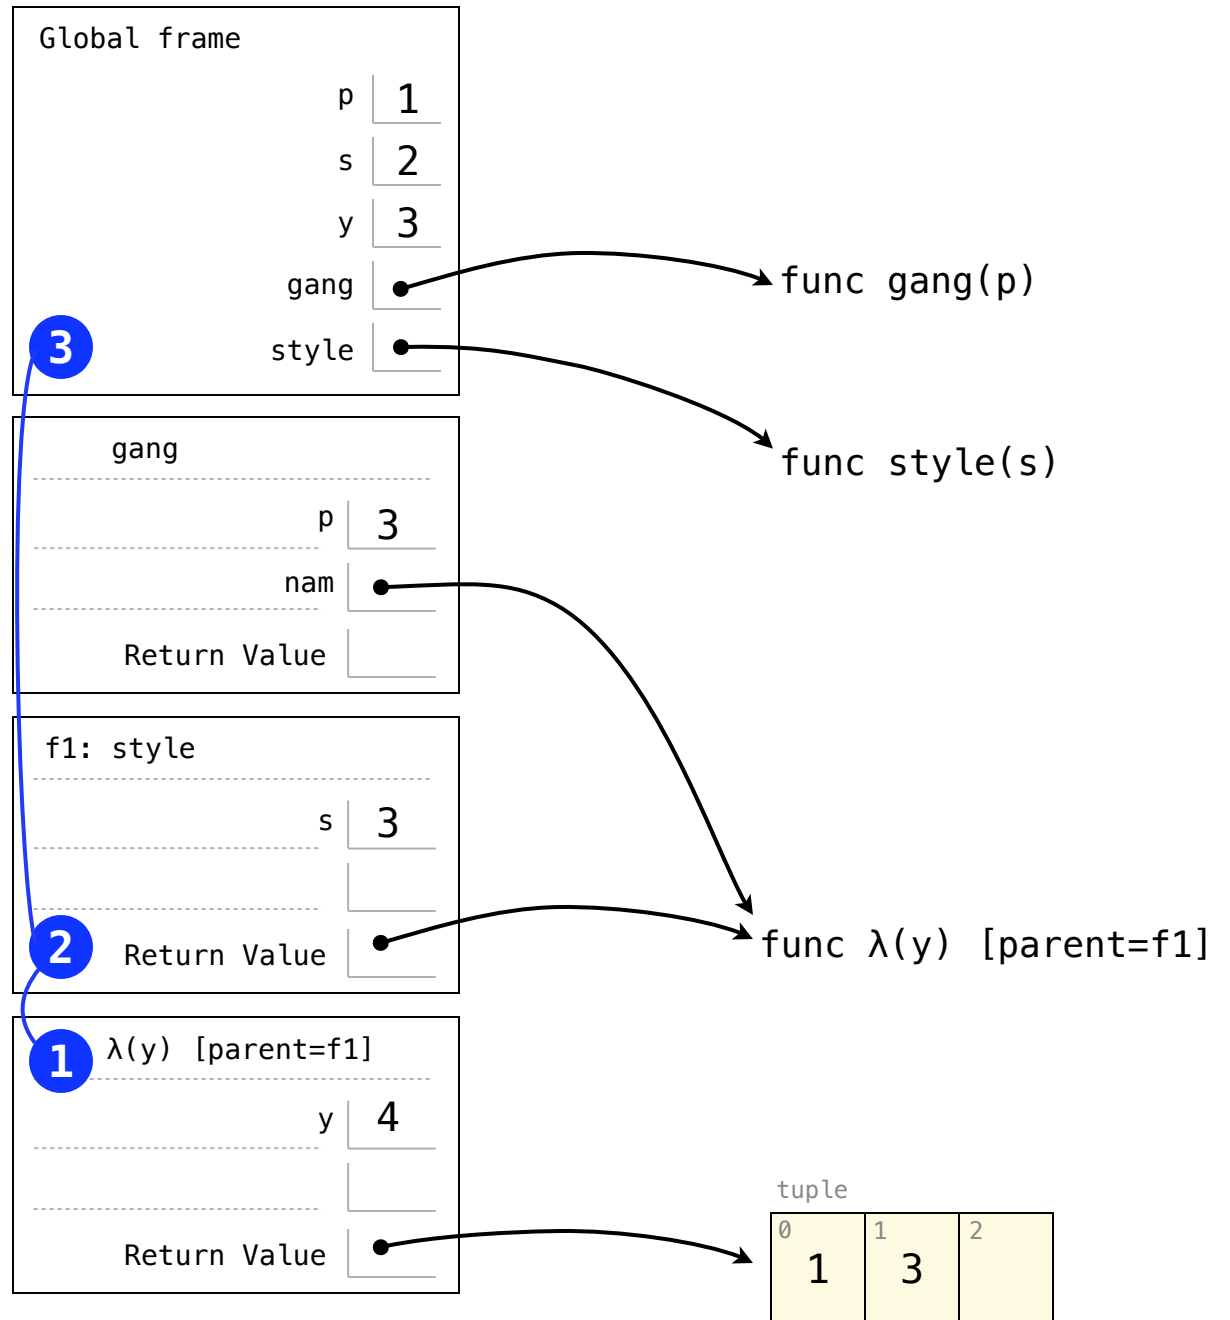 Global frame
p 1
s 2
y 3
gang
func gang(p)
3
style
func style(s)
gang
p 3
nam
Return Value
f1: style
s 3
2
Return Value
func λ(y) [parent=f1]
1
λ(y) [parent=f1]
y 4
tuple
0 1 2
1 3
Return Value